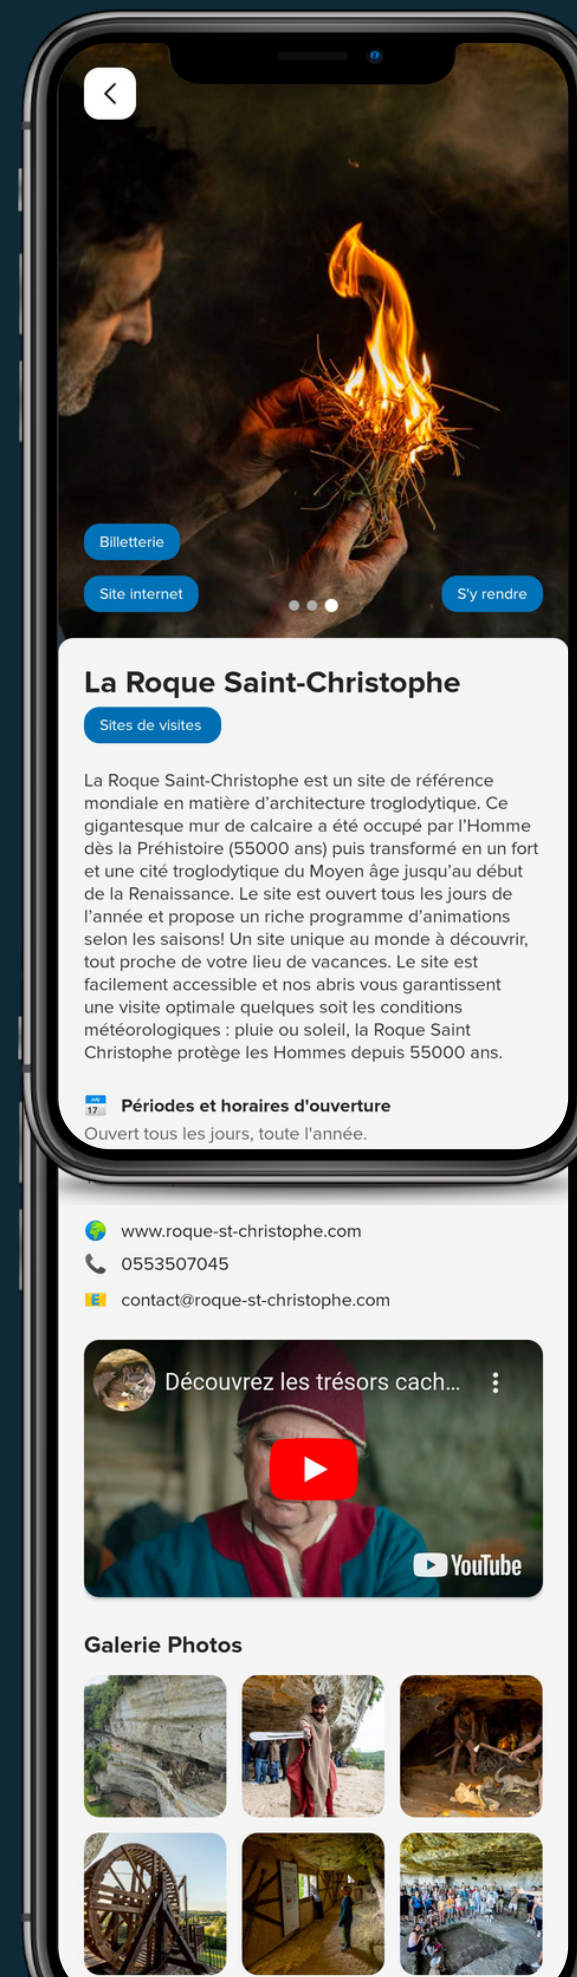 Billetterie
Site internet
S'y rendre
La Roque Saint-Christophe
Sites de visites
La Roque Saint-Christophe est un site de référence
mondiale en matière d’architecture troglodytique. Ce
gigantesque mur de calcaire a été occupé par l’Homme
dès la Préhistoire (55000 ans) puis transformé en un fort
et une cité troglodytique du Moyen âge jusqu’au début
de la Renaissance. Le site est ouvert tous les jours de
l’année et propose un riche programme d’animations
selon les saisons! Un site unique au monde à découvrir,
tout proche de votre lieu de vacances. Le site est
facilement accessible et nos abris vous garantissent
une visite optimale quelques soit les conditions
météorologiques : pluie ou soleil, la Roque Saint
Christophe protège les Hommes depuis 55000 ans.
Périodes et horaires d'ouverture
Ouvert tous les jours, toute l'année.
www.roque-st-christophe.com
0553507045
contact@roque-st-christophe.com
Découvrez les trésors cach...
YouTube
Galerie Photos